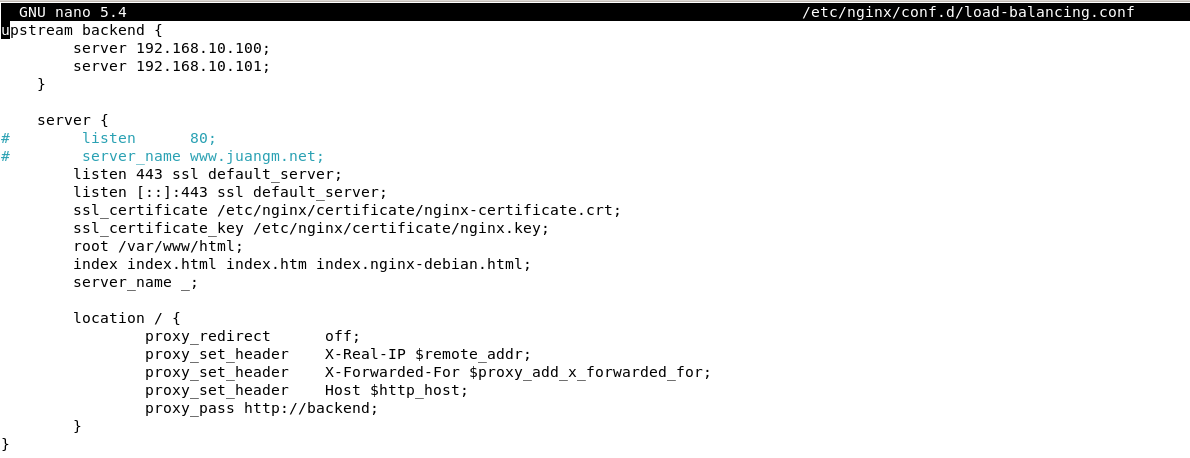 GNU nano 5.4 /etc/nginx/conf.d/load-balancing.conf
upstream backend {
        server 192.168.10.100;
        server 192.168.10.101;
    }

    server {
#        listen      80;
#        server_name www.juangm.net;
        listen 443 ssl default_server;
        listen [::]:443 ssl default_server;
        ssl_certificate /etc/nginx/certificate/nginx-certificate.crt;
        ssl_certificate_key /etc/nginx/certificate/nginx.key;
        root /var/www/html;
        index index.html index.htm index.nginx-debian.html;
        server_name _;

        location / {
                proxy_redirect      off;
                proxy_set_header    X-Real-IP $remote_addr;
                proxy_set_header    X-Forwarded-For $proxy_add_x_forwarded_for;
                proxy_set_header    Host $http_host;
                proxy_pass http://backend;
        }
}